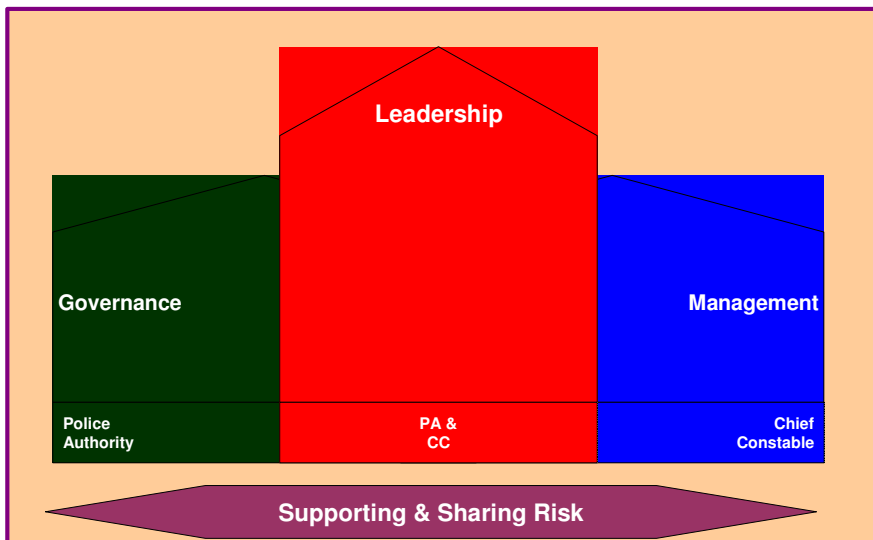 Leadership
Governance
Management
Police
Authority
PA &
CC
Chief
Constable
Supporting & Sharing Risk